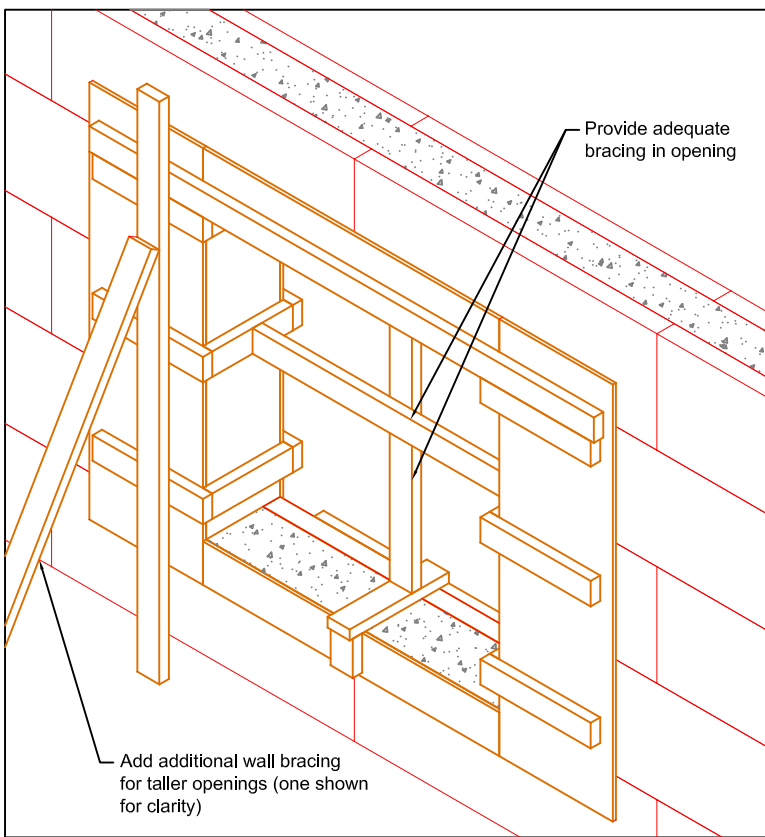 Provide adequate
bracing in opening
Add additional wall bracing
for taller openings (one shown
for clarity)